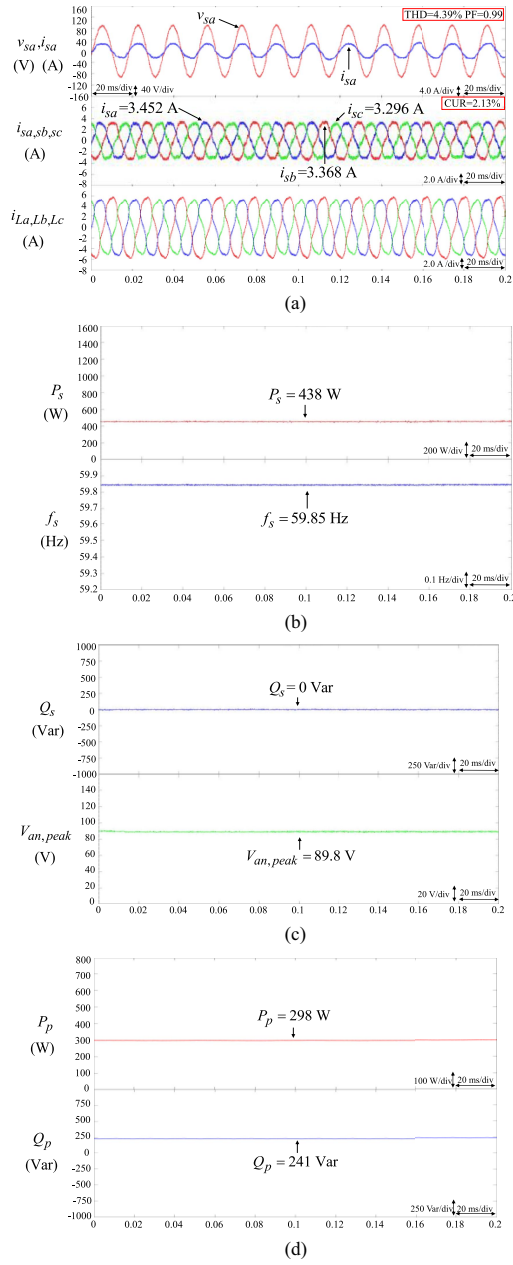 v_sa,i_sa
(V) (A)
160
120
80
40
0
-40
-80
-120
-160
v_sa
i_sa
THD=4.39% PF=0.99
20 ms/div
40 V/div
4.0 A/div
20 ms/div
i_sa,sb,sc
(A)
8
6
4
2
0
-2
-4
-6
-8
i_sa=3.452 A
i_sc=3.296 A
i_sb=3.368 A
CUR=2.13%
2.0 A/div
20 ms/div
i_La,Lb,Lc
(A)
6
4
2
0
-2
-4
-6
-8
2.0 A/div
20 ms/div
0 0.02 0.04 0.06 0.08 0.1 0.12 0.14 0.16 0.18 0.2
(a)
P_s
(W)
1600
1400
1200
1000
800
600
400
200
0
P_s = 438 W
200 W/div
20 ms/div
f_s
(Hz)
59.9
59.8
59.7
59.6
59.5
59.4
59.3
59.2
f_s = 59.85 Hz
0.1 Hz/div
20 ms/div
0 0.02 0.04 0.06 0.08 0.1 0.12 0.14 0.16 0.18 0.2
(b)
Q_s
(Var)
1000
750
500
250
0
-250
-500
-750
-1000
Q_s = 0 Var
250 Var/div
20 ms/div
V_an,peak
(V)
140
120
100
80
60
40
20
0
V_an,peak = 89.8 V
20 V/div
20 ms/div
0 0.02 0.04 0.06 0.08 0.1 0.12 0.14 0.16 0.18 0.2
(c)
P_p
(W)
800
700
600
500
400
300
200
100
0
P_p = 298 W
100 W/div
20 ms/div
Q_p
(Var)
750
500
250
0
-250
-500
-750
-1000
Q_p = 241 Var
250 Var/div
20 ms/div
0 0.02 0.04 0.06 0.08 0.1 0.12 0.14 0.16 0.18 0.2
(d)